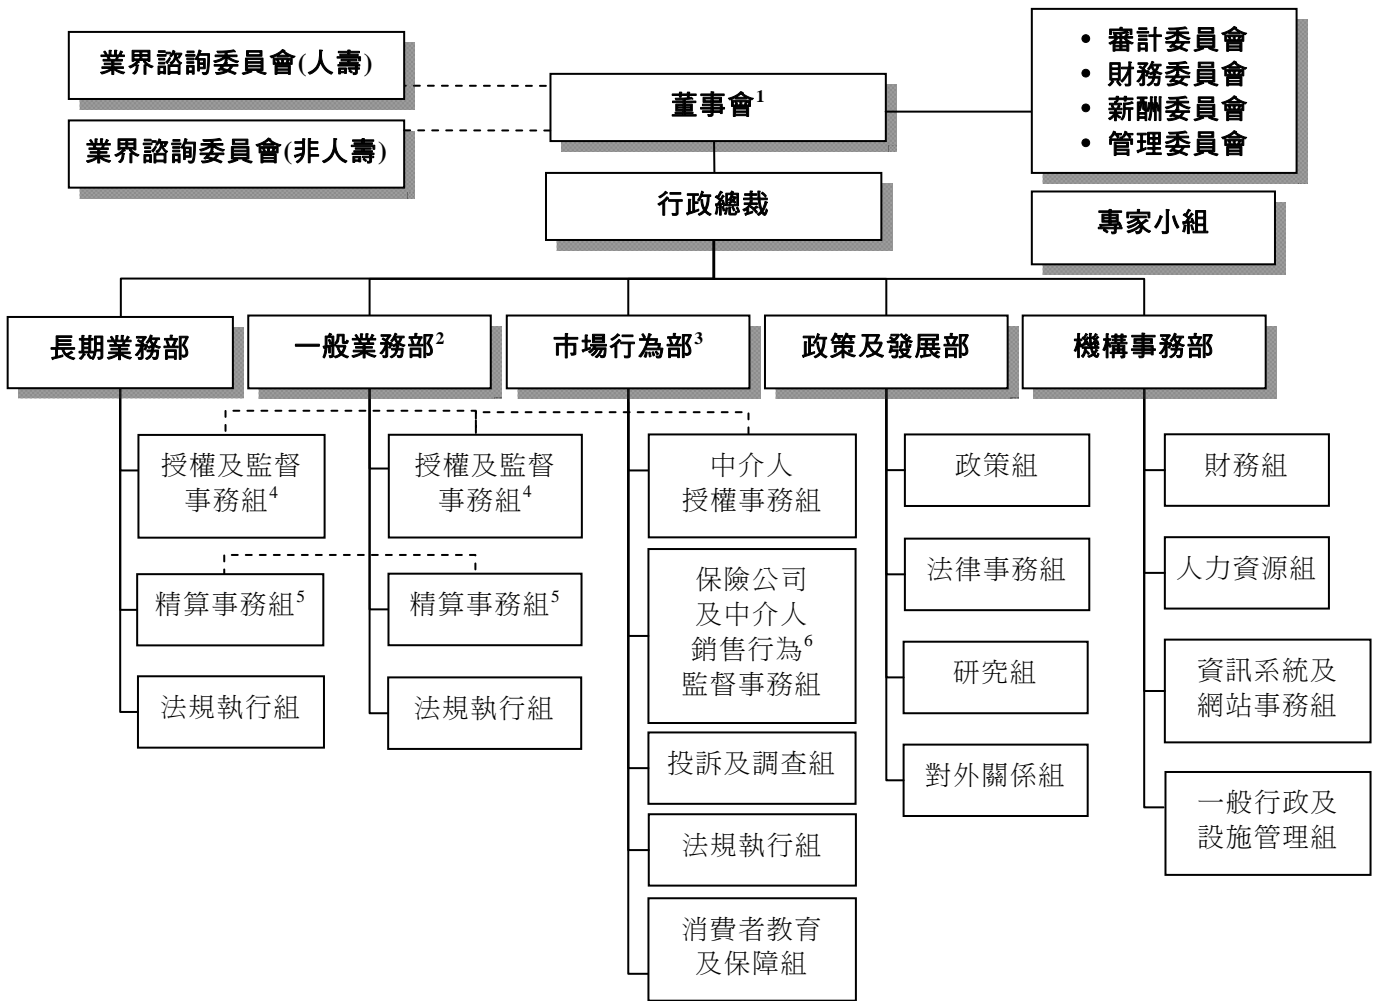 業界諮詢委員會(人壽)
業界諮詢委員會(非人壽)
董事會1
• 審計委員會
• 財務委員會
• 薪酬委員會
• 管理委員會
行政總裁
專家小組
長期業務部
一般業務部2
市場行為部3
政策及發展部
機構事務部
授權及監督
事務組4
精算事務組5
法規執行組
授權及監督
事務組4
精算事務組5
法規執行組
中介人
授權事務組
保險公司
及中介人
銷售行為6
監督事務組
投訴及調查組
法規執行組
消費者教育
及保障組
政策組
法律事務組
研究組
對外關係組
財務組
人力資源組
資訊系統及
網站事務組
一般行政及
設施管理組